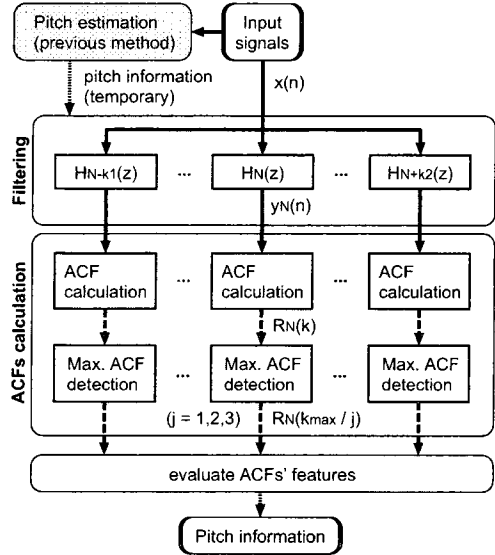 Pitch estimation
(previous method)
Input
signals
pitch information
(temporary)
x(n)
Filtering
HN-k1(z)
...
HN(z)
...
HN+k2(z)
yN(n)
ACFs calculation
ACF
calculation
...
ACF
calculation
...
ACF
calculation
RN(k)
Max. ACF
detection
...
Max. ACF
detection
...
Max. ACF
detection
(j = 1,2,3)
RN(kmax / j)
evaluate ACFs' features
Pitch information